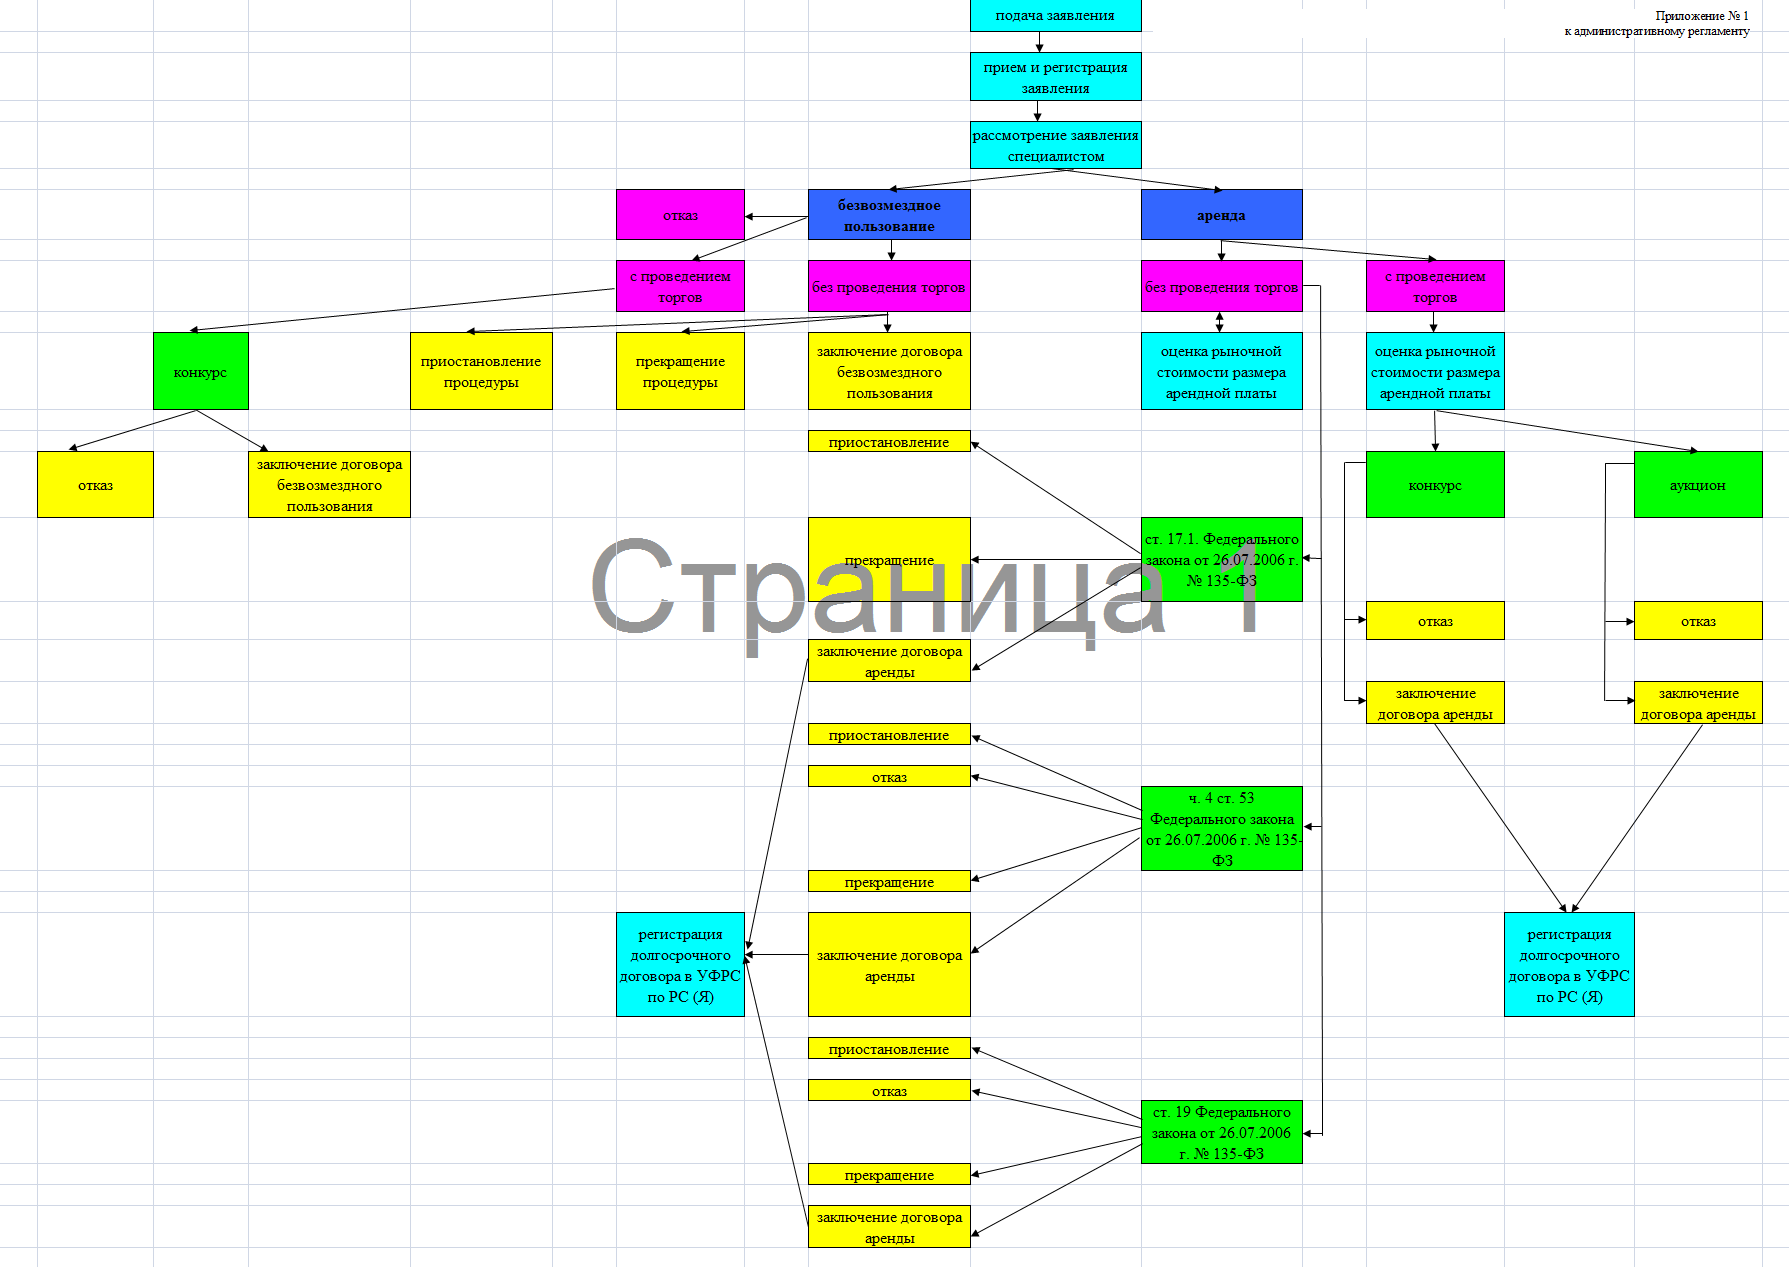 подача заявления
Приложение № 1
к административному регламенту
прием и регистрация
заявления
рассмотрение заявления
специалистом
отказ
безвозмездное
пользование
аренда
с проведением
торгов
без проведения торгов
без проведения торгов
с проведением
торгов
конкурс
приостановление
процедуры
прекращение
процедуры
заключение договора
безвозмездного
пользования
оценка рыночной
стоимости размера
арендной платы
оценка рыночной
стоимости размера
арендной платы
приостановление
отказ
заключение договора
безвозмездного
пользования
конкурс
аукцион
прекращение
ст. 17.1. Федерального
закона от 26.07.2006 г.
№ 135-ФЗ
Страница 1
отказ
отказ
заключение договора
аренды
заключение
договора аренды
заключение
договора аренды
приостановление
отказ
ч. 4 ст. 53
Федерального закона
от 26.07.2006 г. № 135-
ФЗ
прекращение
регистрация
долгосрочного
договора в УФРС
по РС (Я)
заключение договора
аренды
регистрация
долгосрочного
договора в УФРС
по РС (Я)
приостановление
отказ
ст. 19 Федерального
закона от 26.07.2006
г. № 135-ФЗ
прекращение
заключение договора
аренды